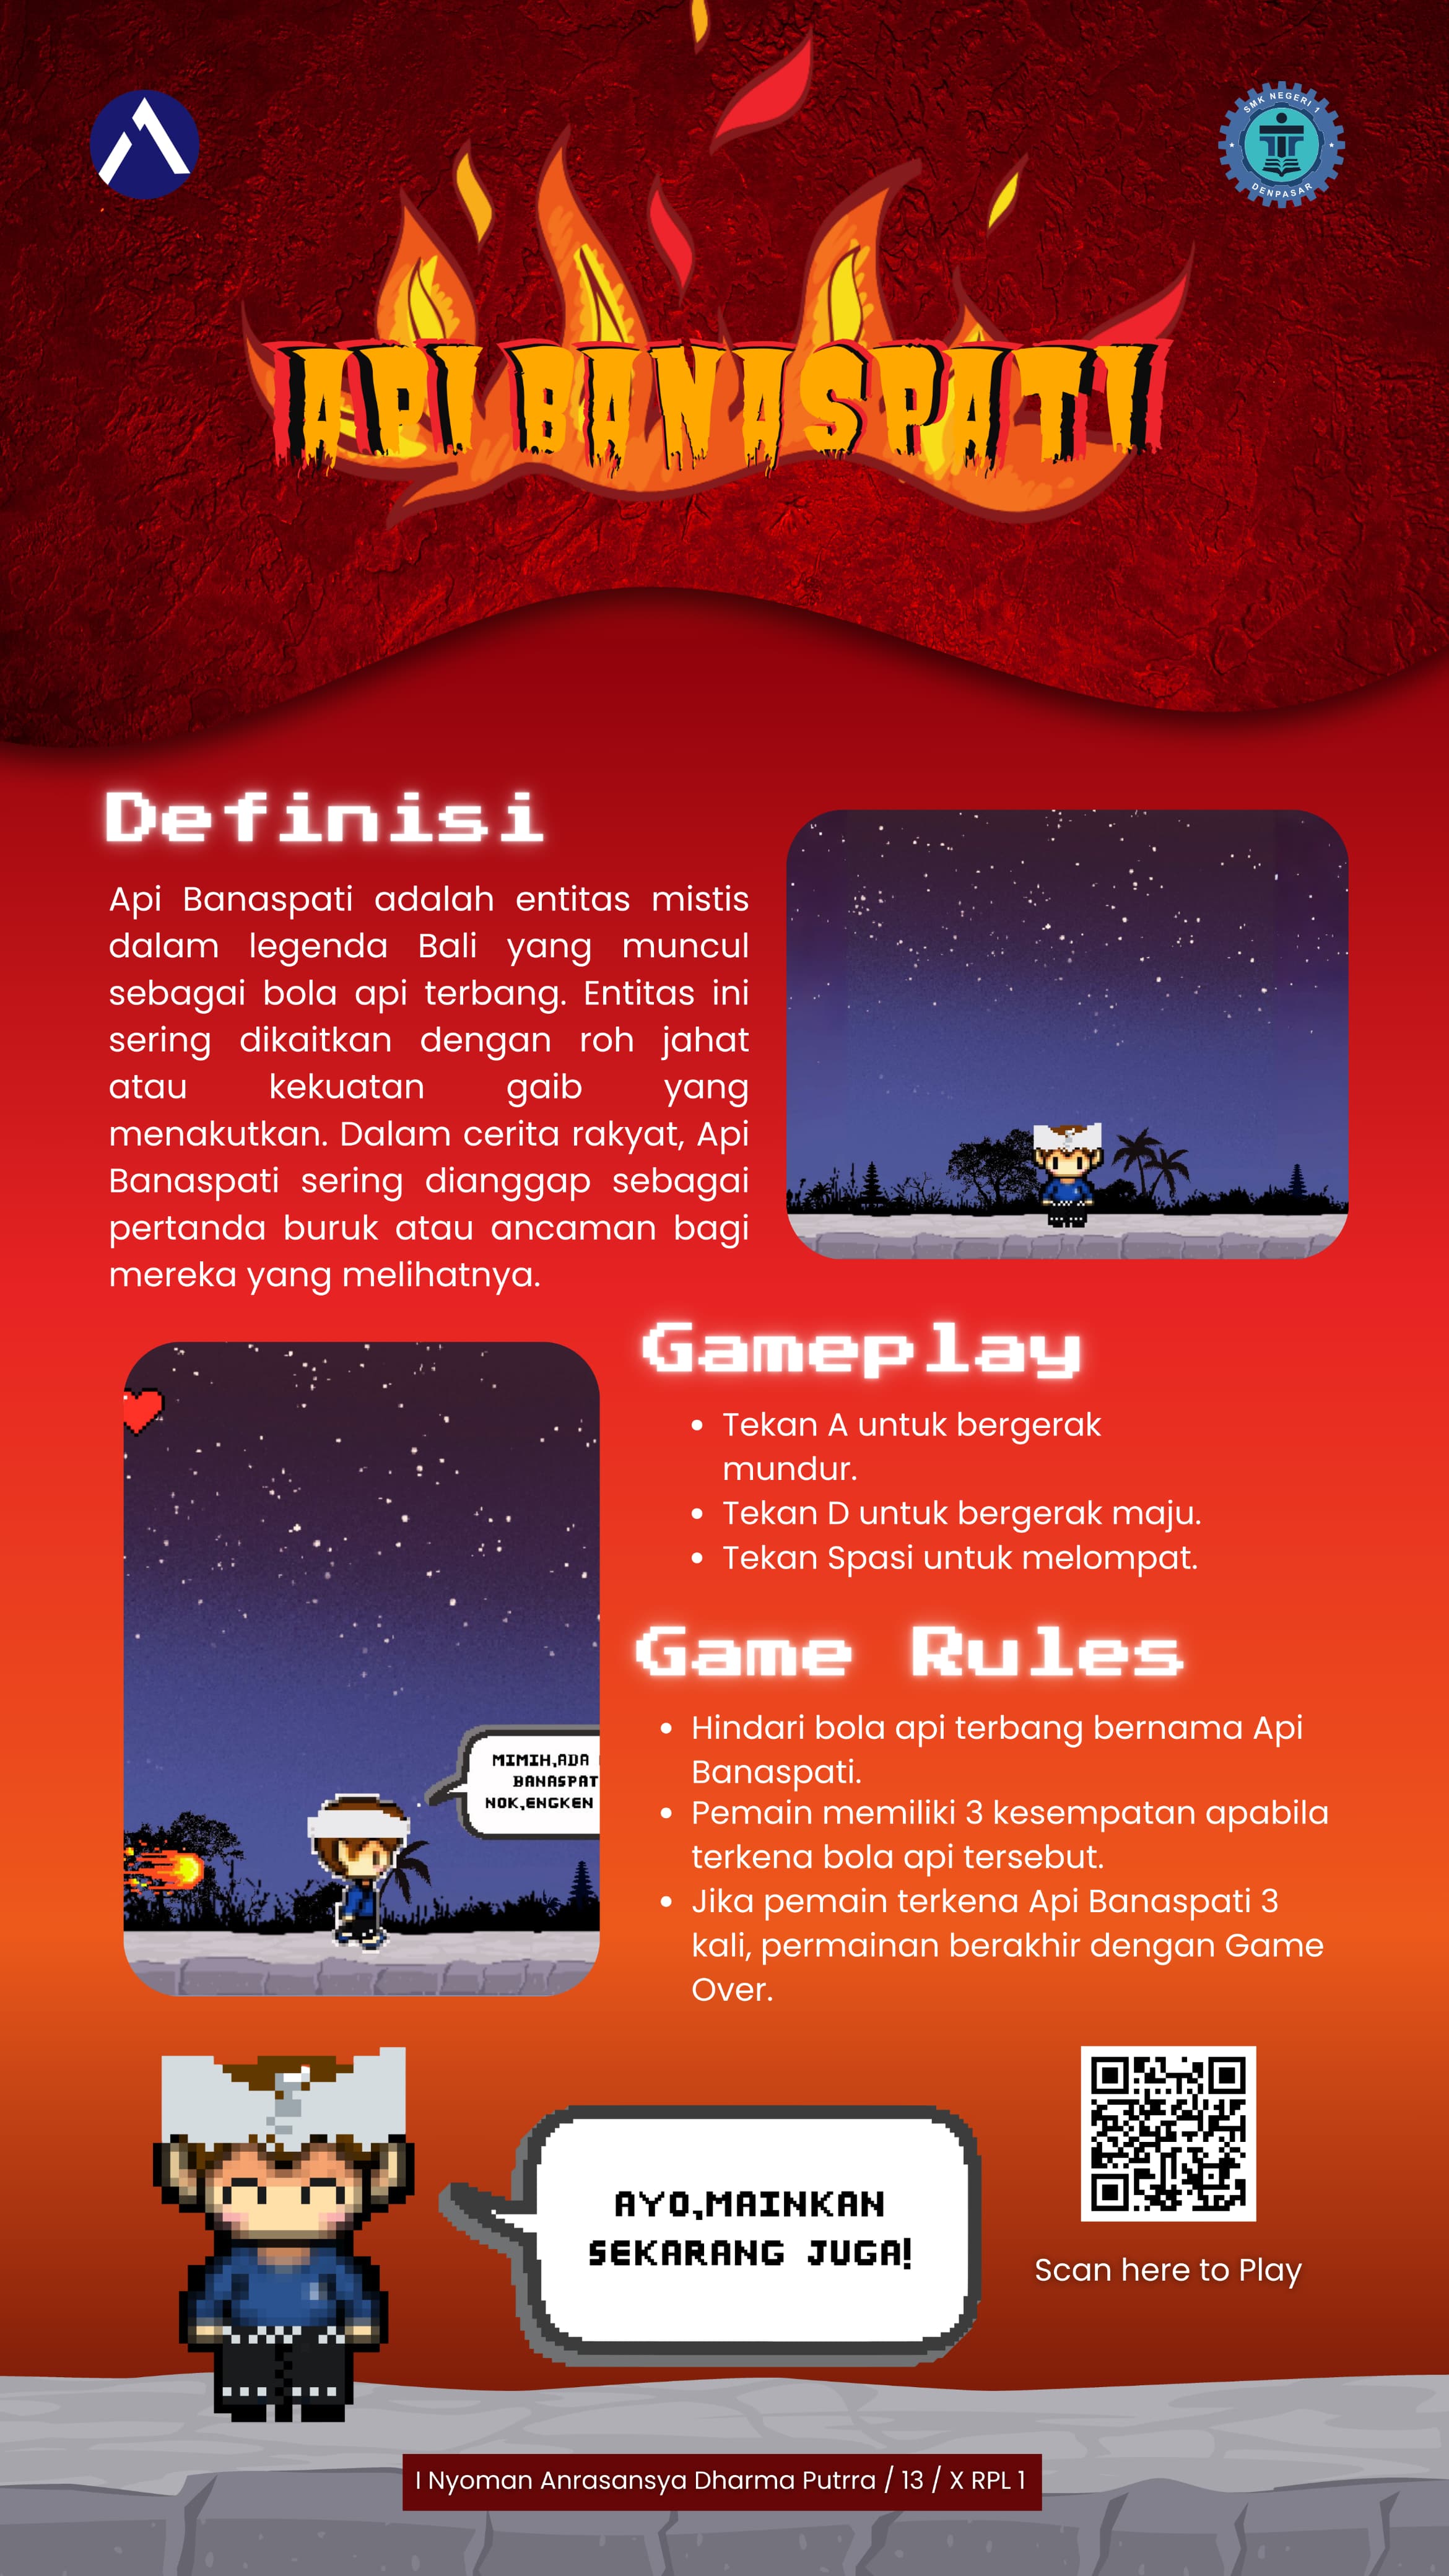 SMK NEGERI 1
DENPASAR
API BANASPATI
Definisi
Api Banaspati adalah entitas mistis
dalam legenda Bali yang muncul
sebagai bola api terbang. Entitas ini
sering dikaitkan dengan roh jahat
atau kekuatan gaib yang
menakutkan. Dalam cerita rakyat, Api
Banaspati sering dianggap sebagai
pertanda buruk atau ancaman bagi
mereka yang melihatnya.
Gameplay
• Tekan A untuk bergerak
mundur.
• Tekan D untuk bergerak maju.
• Tekan Spasi untuk melompat.
MIMIH,ADA
BANASPAT
NOK,ENGKEN
Game Rules
• Hindari bola api terbang bernama Api
Banaspati.
• Pemain memiliki 3 kesempatan apabila
terkena bola api tersebut.
• Jika pemain terkena Api Banaspati 3
kali, permainan berakhir dengan Game
Over.
AYO,MAINKAN
SEKARANG JUGA!
Scan here to Play
I Nyoman Anrasansya Dharma Putrra / 13 / X RPL 1